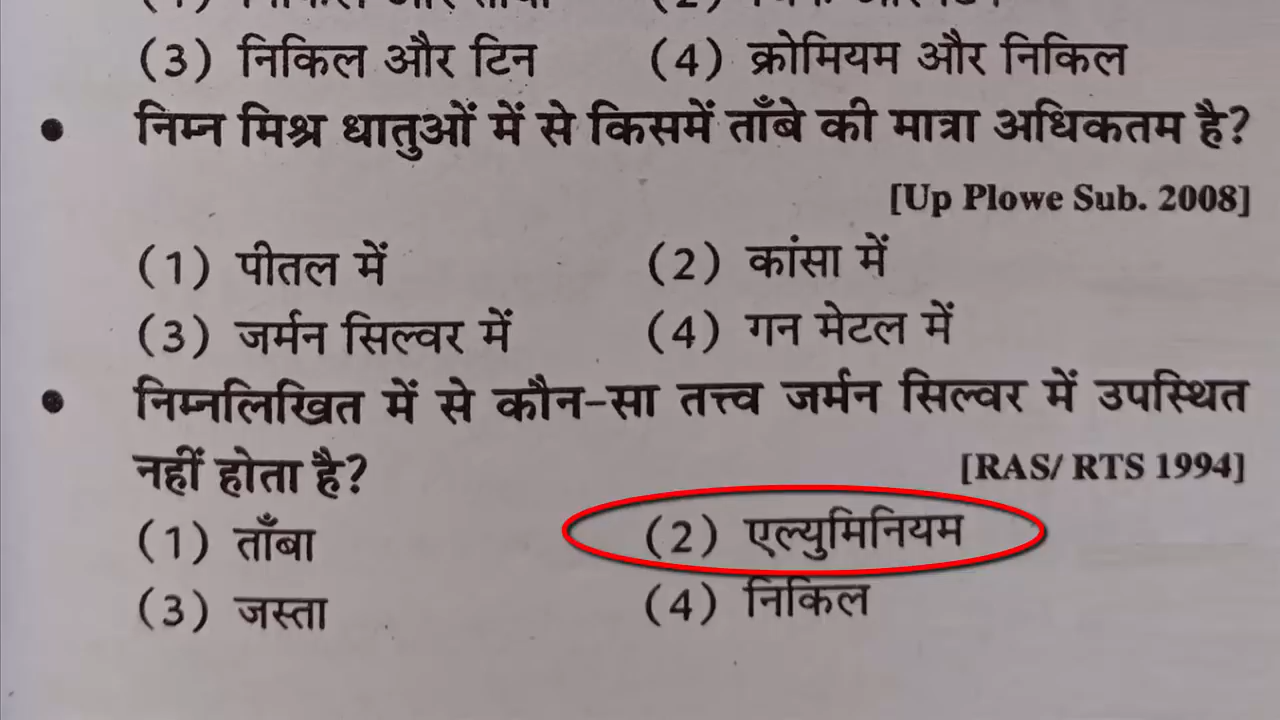 (3) निकिल और टिन (4) क्रोमियम और निकिल
• निम्न मिश्र धातुओं में से किसमें ताँबे की मात्रा अधिकतम है?
[Up Plowe Sub. 2008]
(1) पीतल में (2) कांसा में
(3) जर्मन सिल्वर में (4) गन मेटल में
• निम्नलिखित में से कौन-सा तत्त्व जर्मन सिल्वर में उपस्थित
नहीं होता है? [RAS/ RTS 1994]
(1) ताँबा (2) एल्युमिनियम
(3) जस्ता (4) निकिल